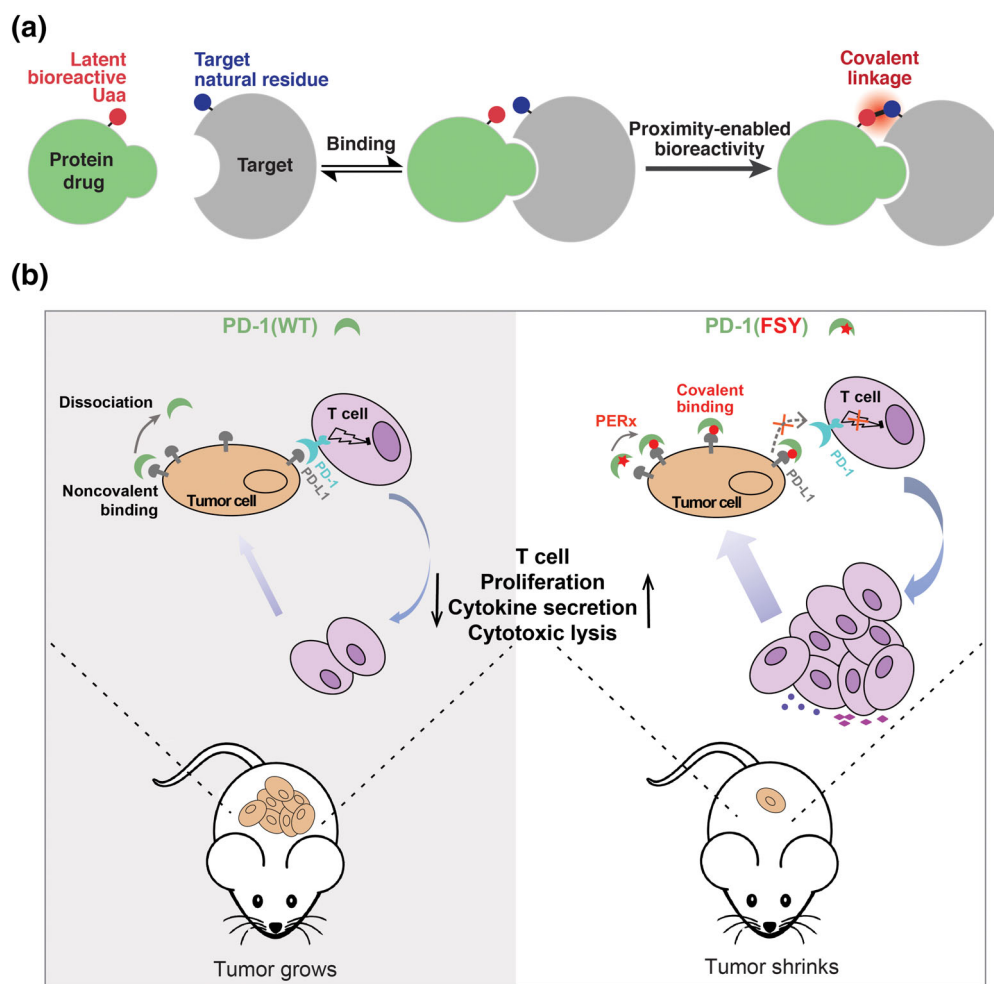 (a)
Latent
bioreactive
Uaa
Target
natural residue
Protein
drug
Target
Binding
Proximity-enabled
bioreactivity
Covalent
linkage
(b)
PD-1(WT)
Dissociation
Noncovalent
binding
Tumor cell
T cell
PD-1
PD-L1
PD-1(FSY)
PERx
Covalent
binding
Tumor cell
T cell
PD-1
PD-L1
T cell
Proliferation
Cytokine secretion
Cytotoxic lysis
Tumor grows
Tumor shrinks